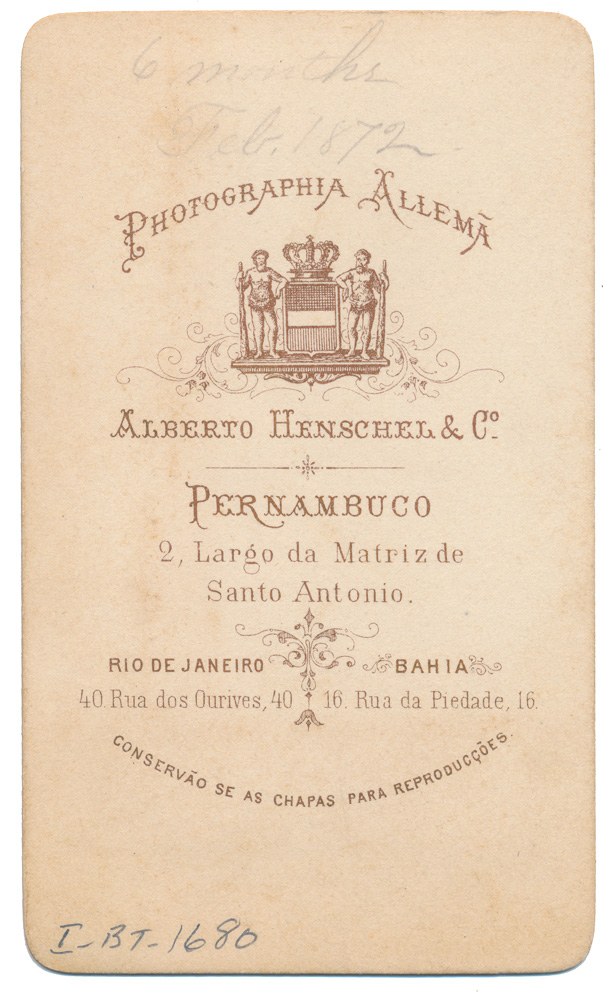 6 months
Feb. 1872
PHOTOGRAPHIA ALLEMÃ
ALBERTO HENSCHEL & Cº.
PERNAMBUCO
2, Largo da Matriz de
Santo Antonio.
RIO DE JANEIRO BAHIA
40. Rua dos Ourives, 40 16. Rua da Piedade, 16.
CONSERVÃO SE AS CHAPAS PARA REPRODUCÇÕES.
I-BT-1680